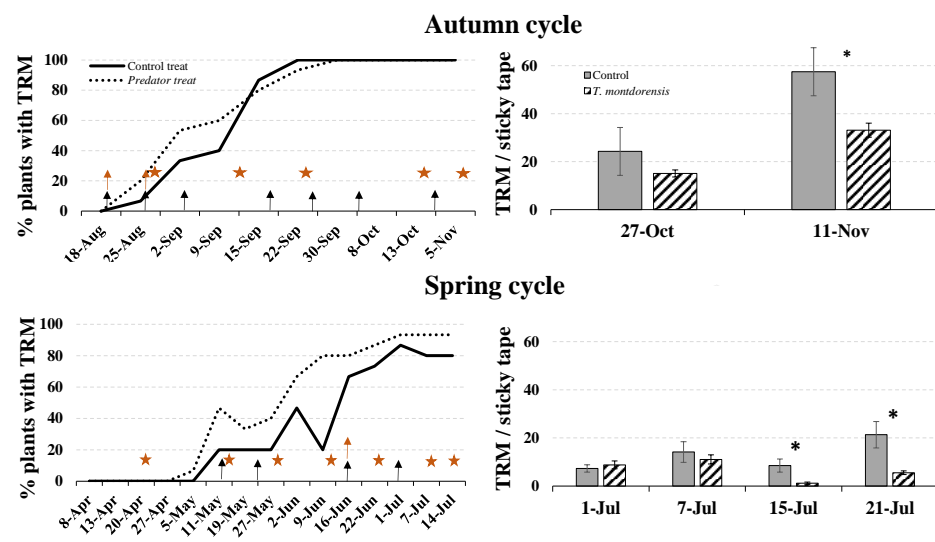 Autumn cycle
% plants with TRM
100
80
60
40
20
0
Control treat
Predator treat
18-Aug
25-Aug
2-Sep
9-Sep
15-Sep
22-Sep
30-Sep
8-Oct
13-Oct
5-Nov
TRM / sticky tape
60
40
20
0
Control
T. montdorensis
*
27-Oct
11-Nov
Spring cycle
% plants with TRM
100
80
60
40
20
0
8-Apr
13-Apr
20-Apr
27-Apr
5-May
11-May
19-May
27-May
2-Jun
9-Jun
16-Jun
22-Jun
1-Jul
7-Jul
14-Jul
TRM / sticky tape
60
40
20
0
*
*
1-Jul
7-Jul
15-Jul
21-Jul